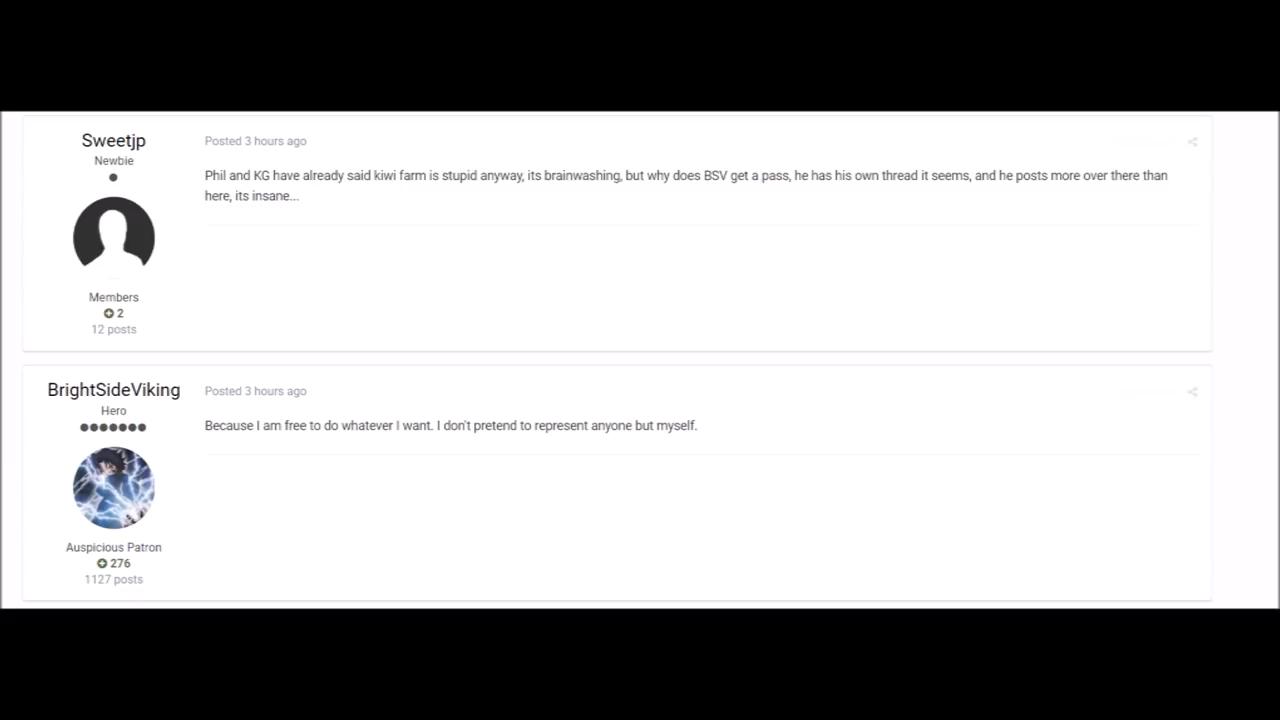 Sweetjp
Newbie
Members
2
12 posts
Posted 3 hours ago
Phil and KG have already said kiwi farm is stupid anyway, its brainwashing, but why does BSV get a pass, he has his own thread it seems, and he posts more over there than
here, its insane...
BrightSideViking
Hero
Auspicious Patron
276
1127 posts
Posted 3 hours ago
Because I am free to do whatever I want. I don't pretend to represent anyone but myself.